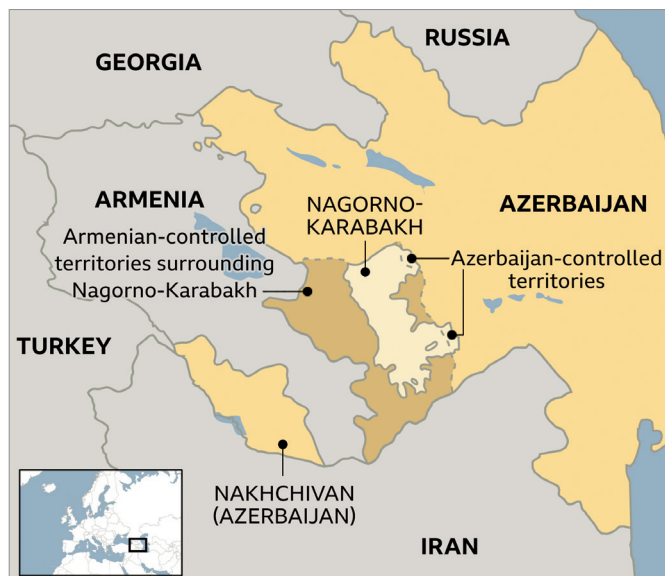 RUSSIA
GEORGIA
ARMENIA
NAGORNO-
KARABAKH
AZERBAIJAN
Armenian-controlled
territories surrounding
Nagorno-Karabakh
Azerbaijan-controlled
territories
TURKEY
NAKHCHIVAN
(AZERBAIJAN)
IRAN